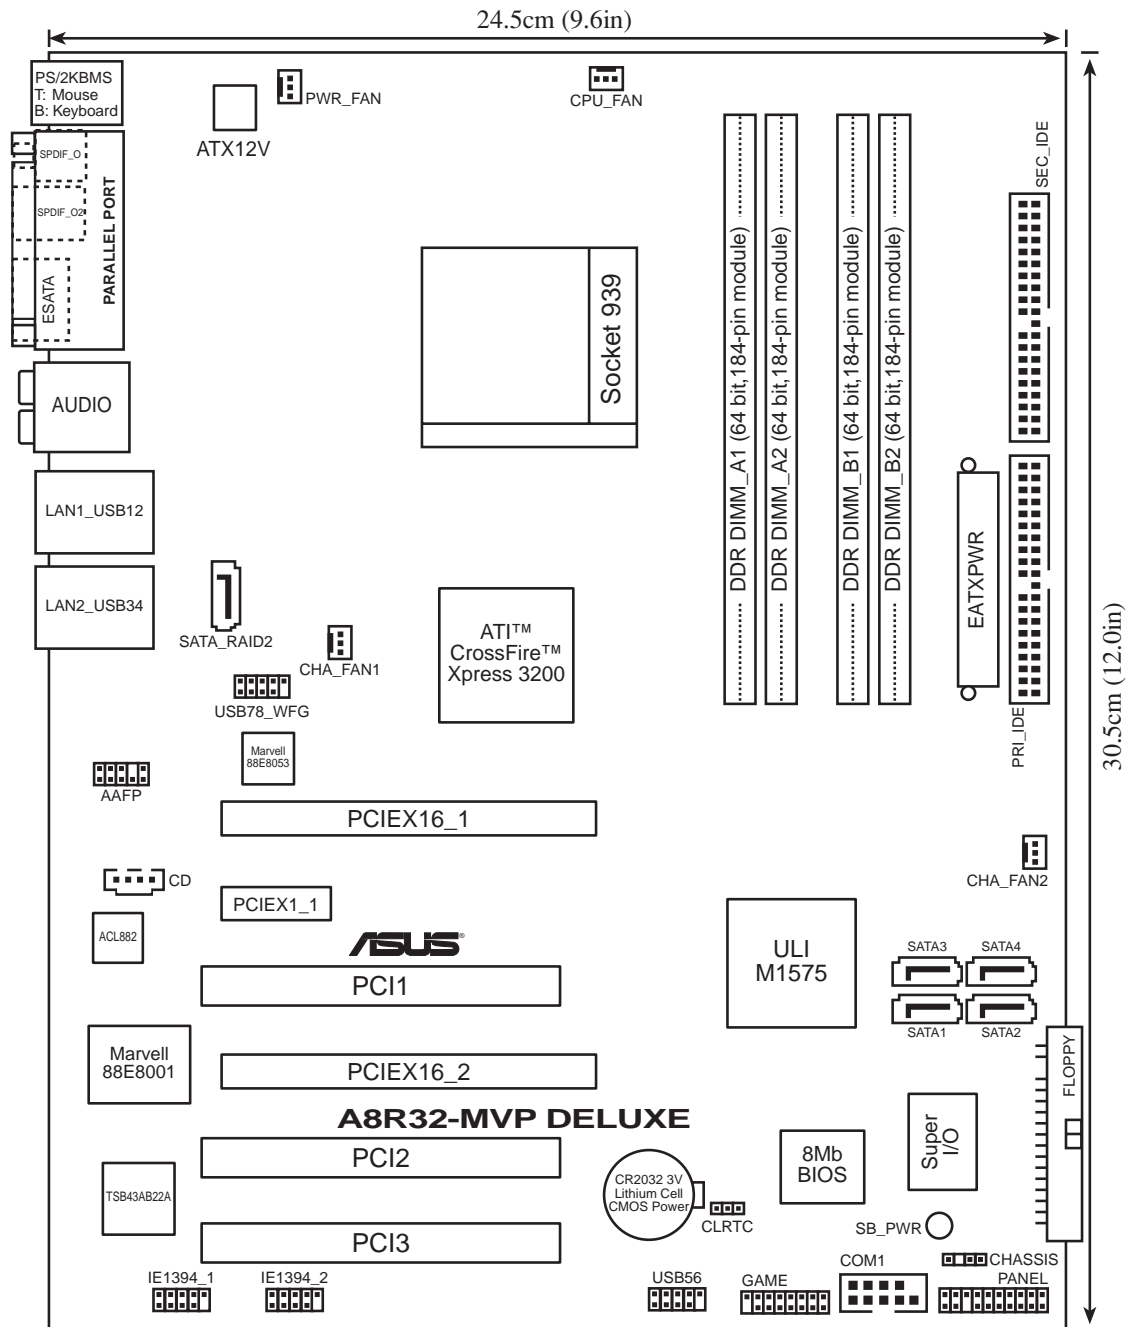 24.5cm (9.6in)
PS/2KBMS
T: Mouse
B: Keyboard
PWR_FAN
CPU_FAN
ATX12V
SPDIF_O
SPDIF_O2
ESATA
PARALLEL PORT
Socket 939
DDR DIMM_A1 (64 bit,184-pin module)
DDR DIMM_A2 (64 bit,184-pin module)
DDR DIMM_B1 (64 bit,184-pin module)
DDR DIMM_B2 (64 bit,184-pin module)
SEC_IDE
AUDIO
LAN1_USB12
LAN2_USB34
SATA_RAID2
CHA_FAN1
USB78_WFG
ATI™
CrossFire™
Xpress 3200
EATXPWR
PRI_IDE
30.5cm (12.0in)
Marvell
88E8053
AAFP
PCIEX16_1
CD
PCIEX1_1
CHA_FAN2
ACL882
ASUS®
ULI
M1575
SATA3
SATA4
SATA1
SATA2
PCI1
Marvell
88E8001
PCIEX16_2
FLOPPY
A8R32-MVP DELUXE
PCI2
TSB43AB22A
CR2032 3V
Lithium Cell
CMOS Power
CLRTC
8Mb
BIOS
Super
I/O
SB_PWR
PCI3
IE1394_1
IE1394_2
USB56
GAME
COM1
CHASSIS
PANEL